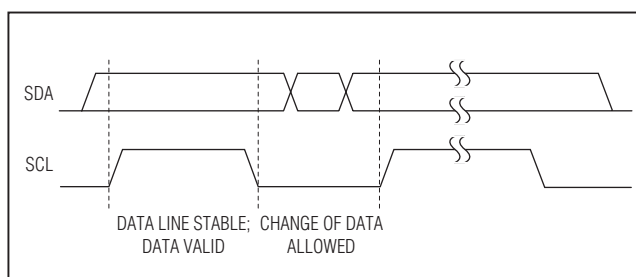 SDA
SCL
DATA LINE STABLE; CHANGE OF DATA
DATA VALID ALLOWED